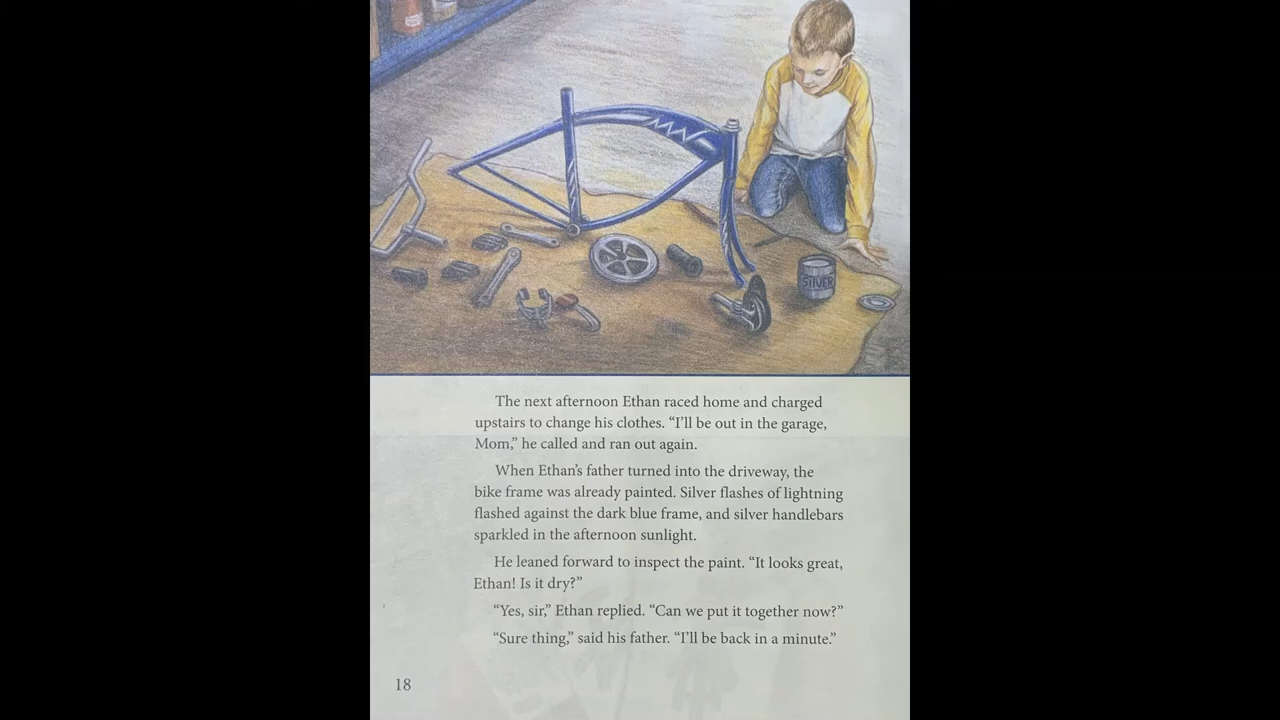 SILVER
The next afternoon Ethan raced home and charged
upstairs to change his clothes. “I’ll be out in the garage,
Mom,” he called and ran out again.
When Ethan’s father turned into the driveway, the
bike frame was already painted. Silver flashes of lightning
flashed against the dark blue frame, and silver handlebars
sparkled in the afternoon sunlight.
He leaned forward to inspect the paint. “It looks great,
Ethan! Is it dry?”
“Yes, sir,” Ethan replied. “Can we put it together now?”
“Sure thing,” said his father. “I’ll be back in a minute.”
18